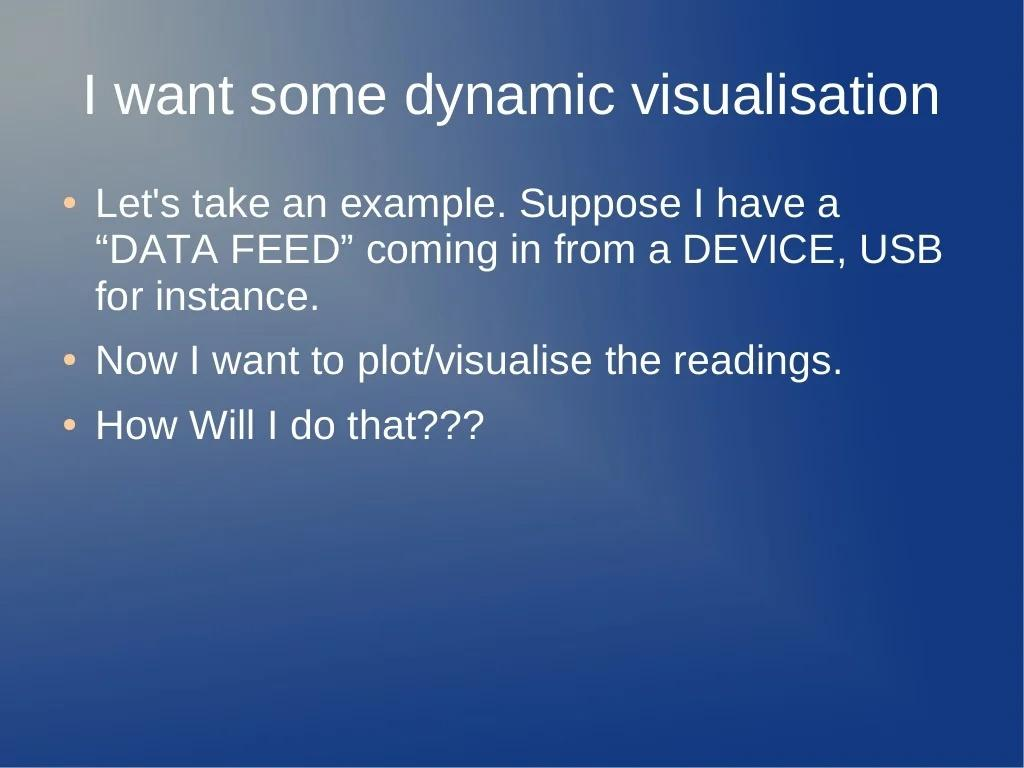 I want some dynamic visualisation
• Let's take an example. Suppose I have a
“DATA FEED” coming in from a DEVICE, USB
for instance.
• Now I want to plot/visualise the readings.
• How Will I do that???